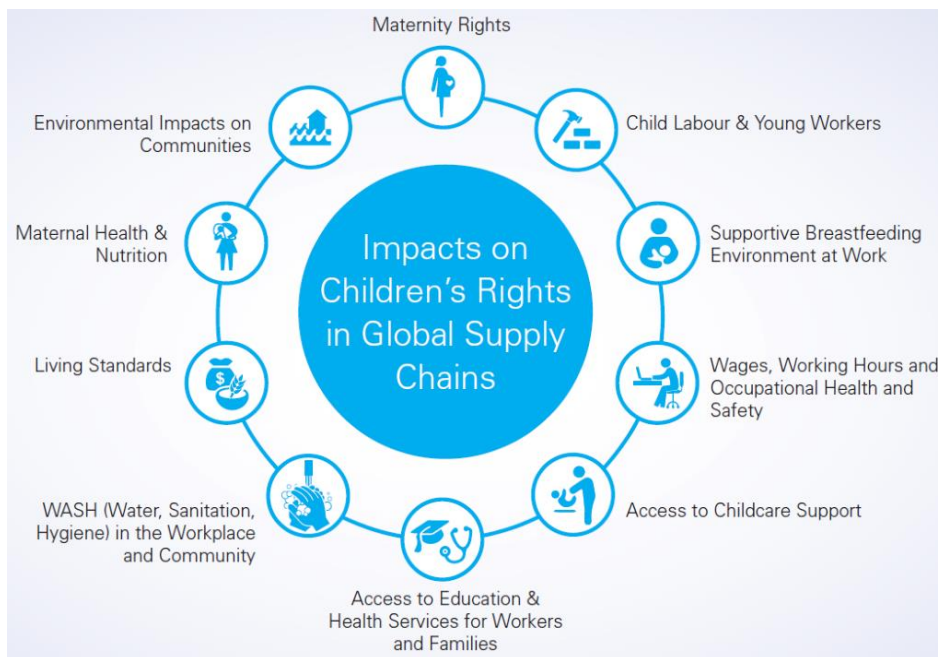 Maternity Rights
Child Labour & Young Workers
Supportive Breastfeeding
Environment at Work
Wages, Working Hours and
Occupational Health and
Safety
Access to Childcare Support
Access to Education &
Health Services for Workers
and Families
WASH (Water, Sanitation,
Hygiene) in the Workplace
and Community
Living Standards
$
Maternal Health &
Nutrition
Environmental Impacts on
Communities
Impacts on
Children's Rights
in Global Supply
Chains